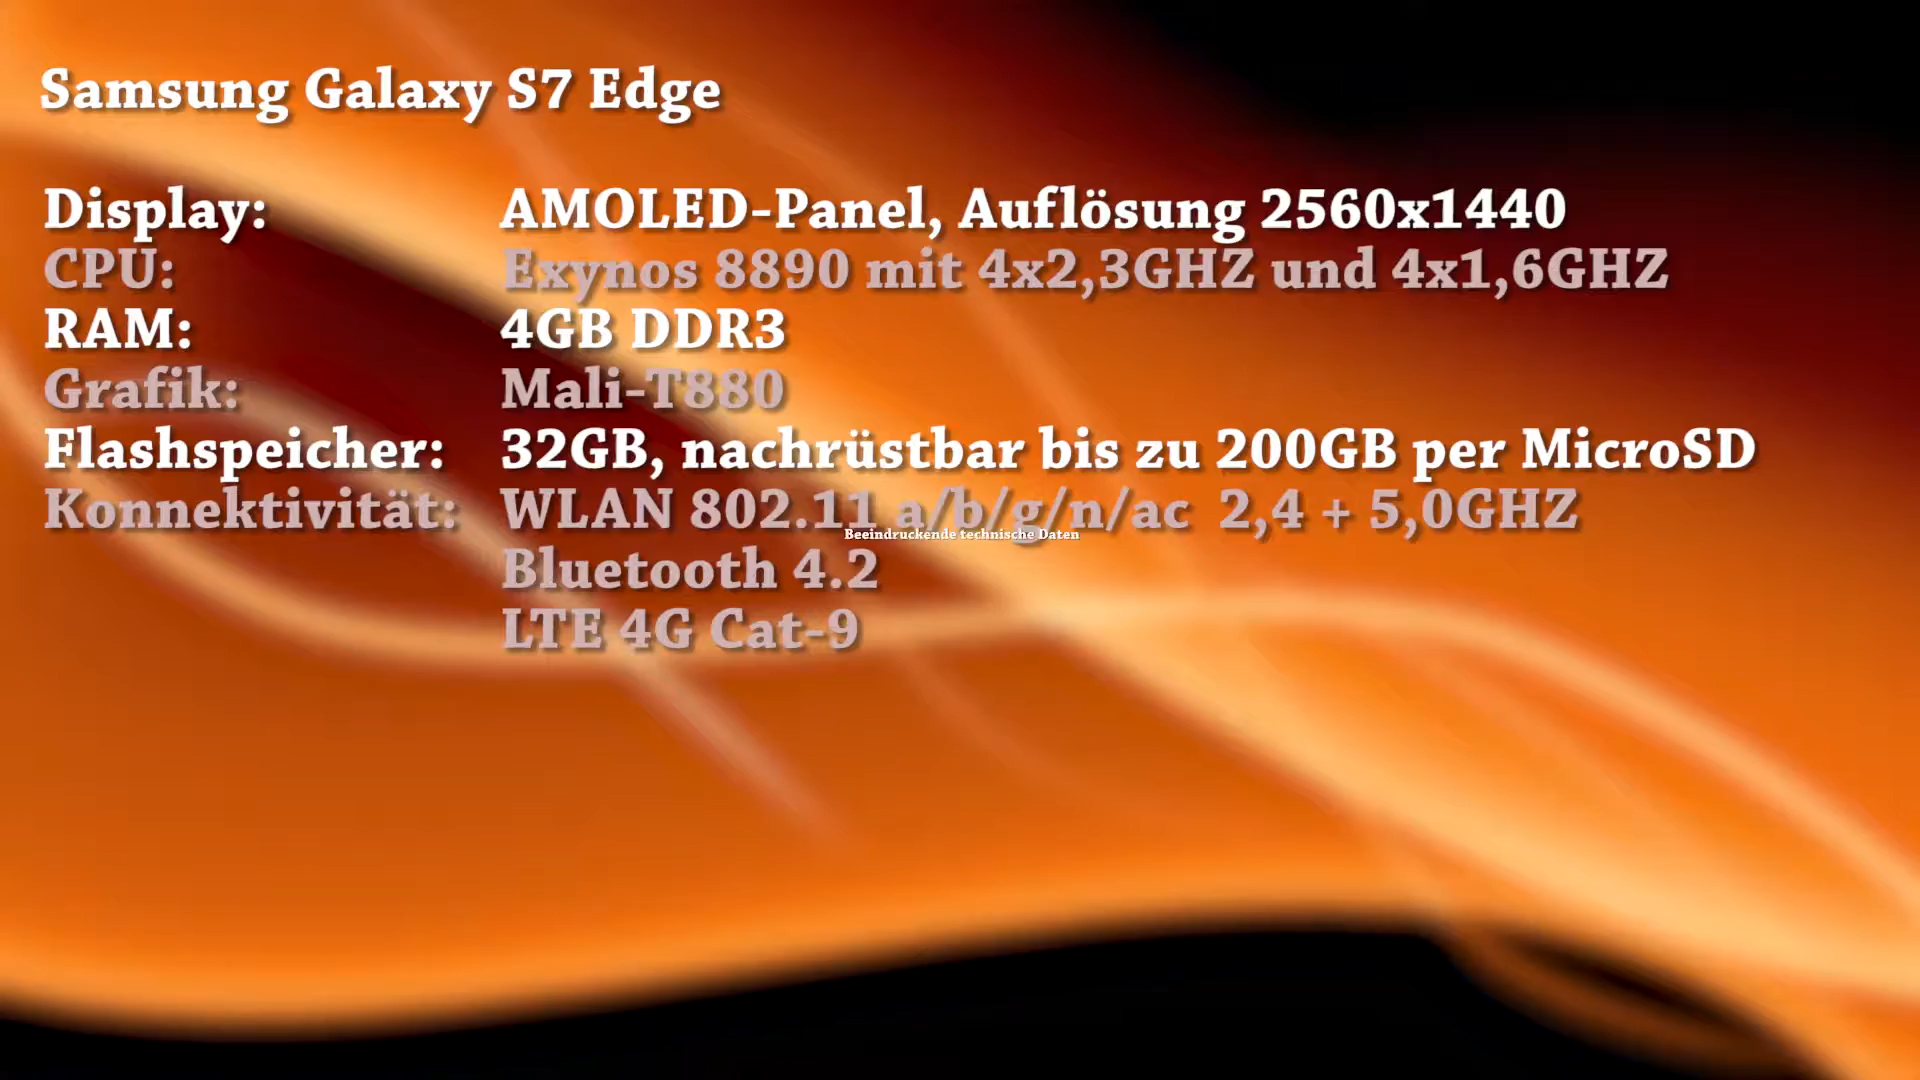 Samsung Galaxy S7 Edge
Display: AMOLED-Panel, Auflösung 2560x1440
CPU: Exynos 8890 mit 4x2,3GHZ und 4x1,6GHZ
RAM: 4GB DDR3
Grafik: Mali-T880
Flashspeicher: 32GB, nachrüstbar bis zu 200GB per MicroSD
Konnektivität: WLAN 802.11 a/b/g/n/ac 2,4 + 5,0GHZ
Beeindruckende technische Daten
Bluetooth 4.2
LTE 4G Cat-9